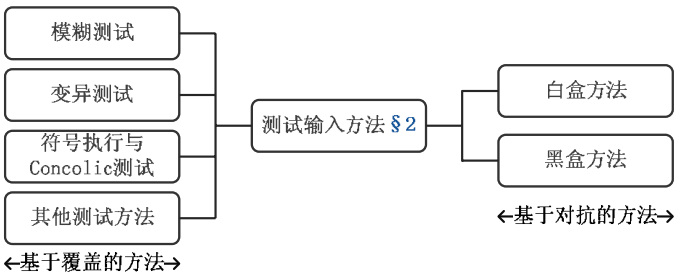 模糊测试
变异测试
符号执行与
Concolic测试
其他测试方法
←基于覆盖的方法→
测试输入方法§2
白盒方法
黑盒方法
←基于对抗的方法→